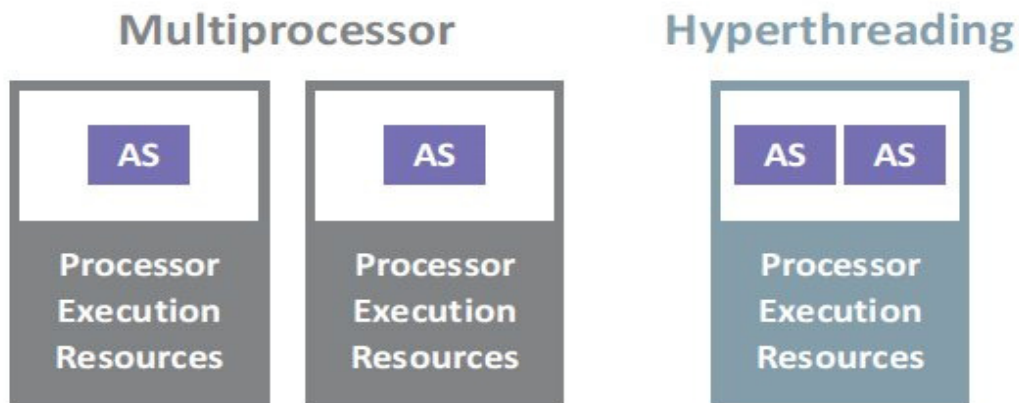 Multiprocessor
AS
Processor
Execution
Resources
AS
Processor
Execution
Resources
Hyperthreading
AS AS
Processor
Execution
Resources